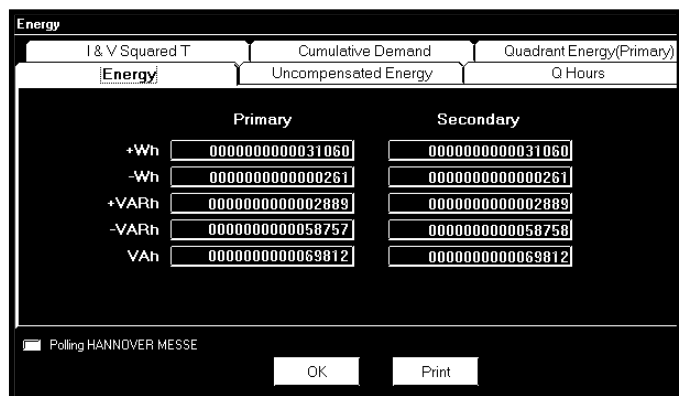 Energy
I & V Squared T Cumulative Demand Quadrant Energy(Primary)
Energy Uncompensated Energy Q Hours
Primary Secondary
+Wh 0000000000031060 0000000000031060
-Wh 0000000000000261 0000000000000261
+VARh 0000000000002889 0000000000002889
-VARh 0000000000058757 0000000000058758
VAh 0000000000069812 0000000000069812
Polling HANNOVER MESSE
OK Print